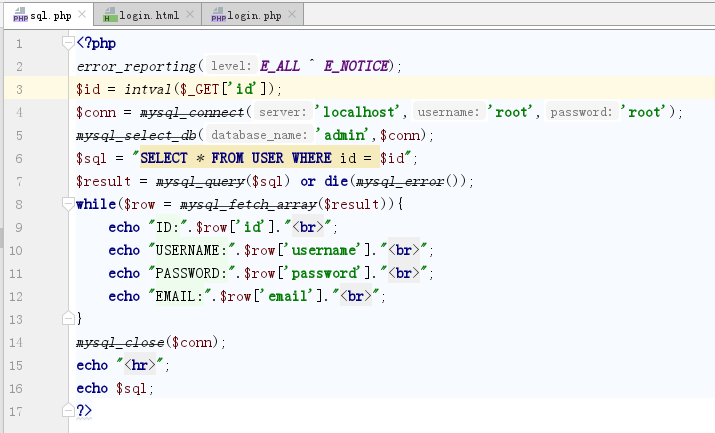 sql.php × login.html × login.php ×
1 <?php
2 error_reporting( level: E_ALL ^ E_NOTICE);
3 $id = intval($_GET['id']);
4 $conn = mysql_connect( server: 'localhost', username: 'root', password: 'root');
5 mysql_select_db( database_name: 'admin',$conn);
6 $sql = "SELECT * FROM USER WHERE id = $id";
7 $result = mysql_query($sql) or die(mysql_error());
8 while($row = mysql_fetch_array($result)){
9 echo "ID:".$row['id']."<br>";
10 echo "USERNAME:".$row['username']."<br>";
11 echo "PASSWORD:".$row['password']."<br>";
12 echo "EMAIL:".$row['email']."<br>";
13 }
14 mysql_close($conn);
15 echo "<hr>";
16 echo $sql;
17 ?>